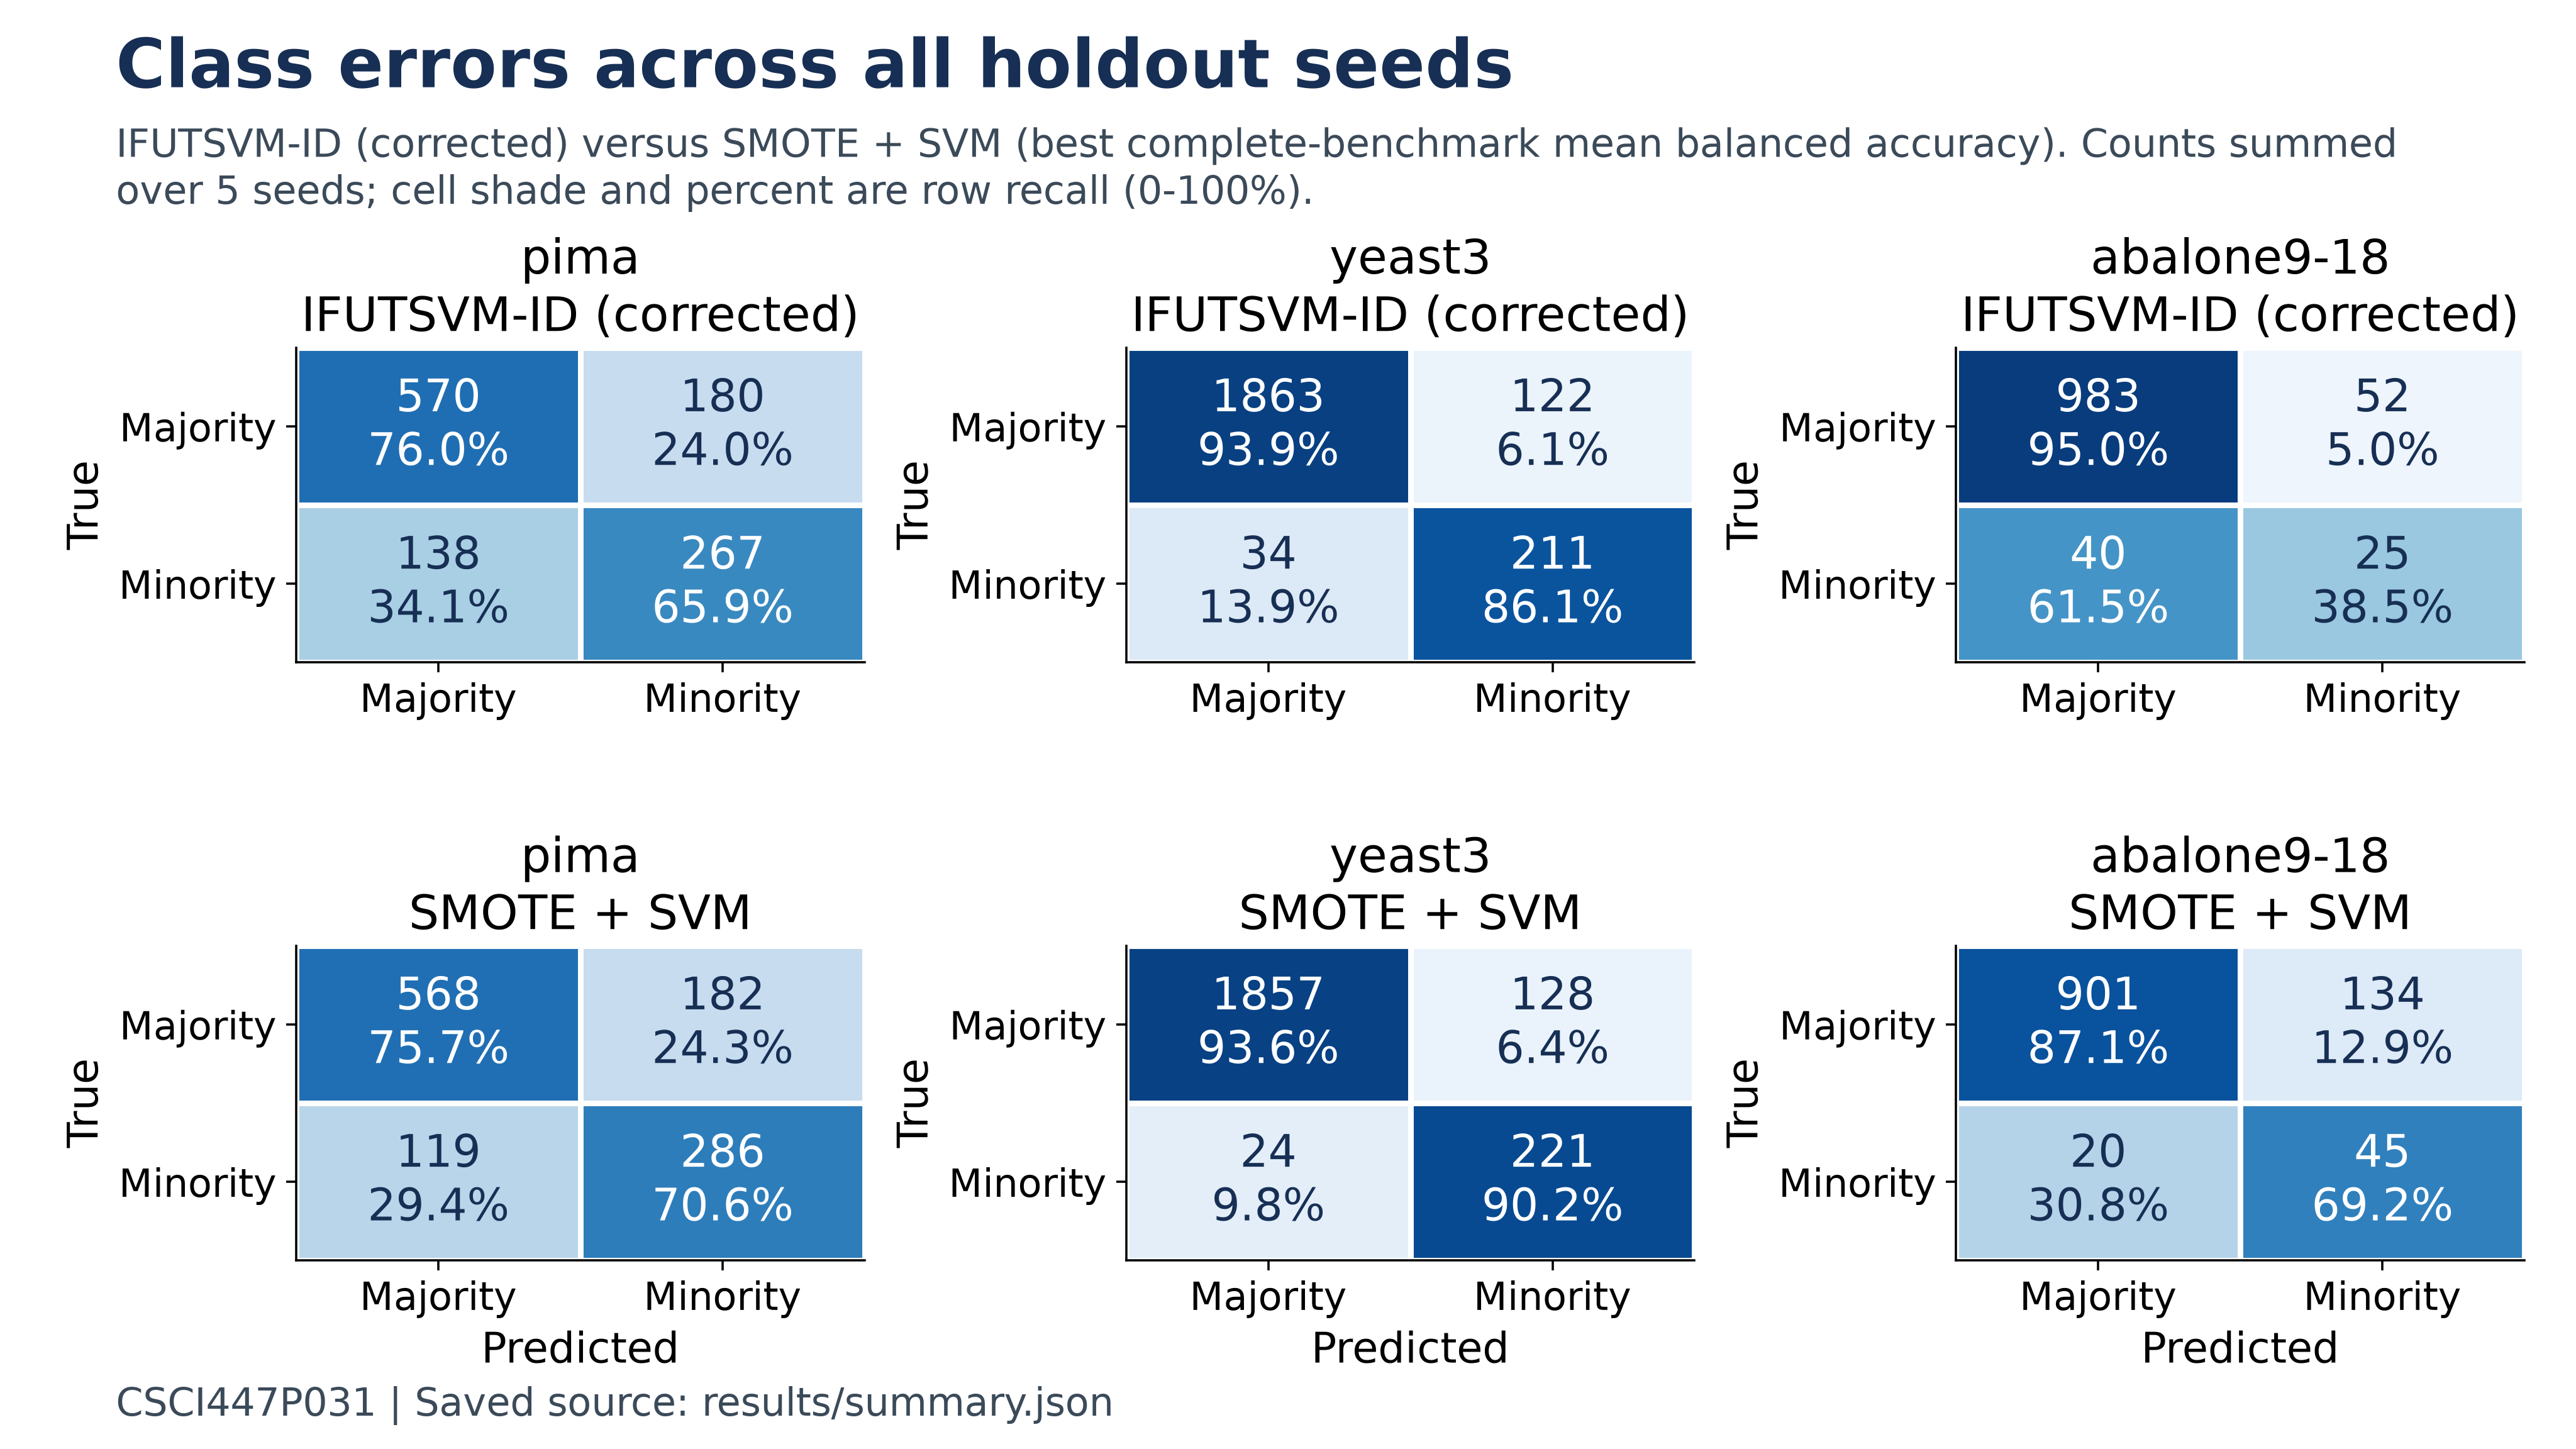 Class errors across all holdout seeds
IFUTSVM-ID (corrected) versus SMOTE + SVM (best complete-benchmark mean balanced accuracy). Counts summed
over 5 seeds; cell shade and percent are row recall (0-100%).
pima
IFUTSVM-ID (corrected)
True
Majority
570
76.0%
180
24.0%
Minority
138
34.1%
267
65.9%
Majority
Minority
yeast3
IFUTSVM-ID (corrected)
True
Majority
1863
93.9%
122
6.1%
Minority
34
13.9%
211
86.1%
Majority
Minority
abalone9-18
IFUTSVM-ID (corrected)
True
Majority
983
95.0%
52
5.0%
Minority
40
61.5%
25
38.5%
Majority
Minority
pima
SMOTE + SVM
True
Majority
568
75.7%
182
24.3%
Minority
119
29.4%
286
70.6%
Majority
Minority
Predicted
yeast3
SMOTE + SVM
True
Majority
1857
93.6%
128
6.4%
Minority
24
9.8%
221
90.2%
Majority
Minority
Predicted
abalone9-18
SMOTE + SVM
True
Majority
901
87.1%
134
12.9%
Minority
20
30.8%
45
69.2%
Majority
Minority
Predicted
CSCI447P031 | Saved source: results/summary.json